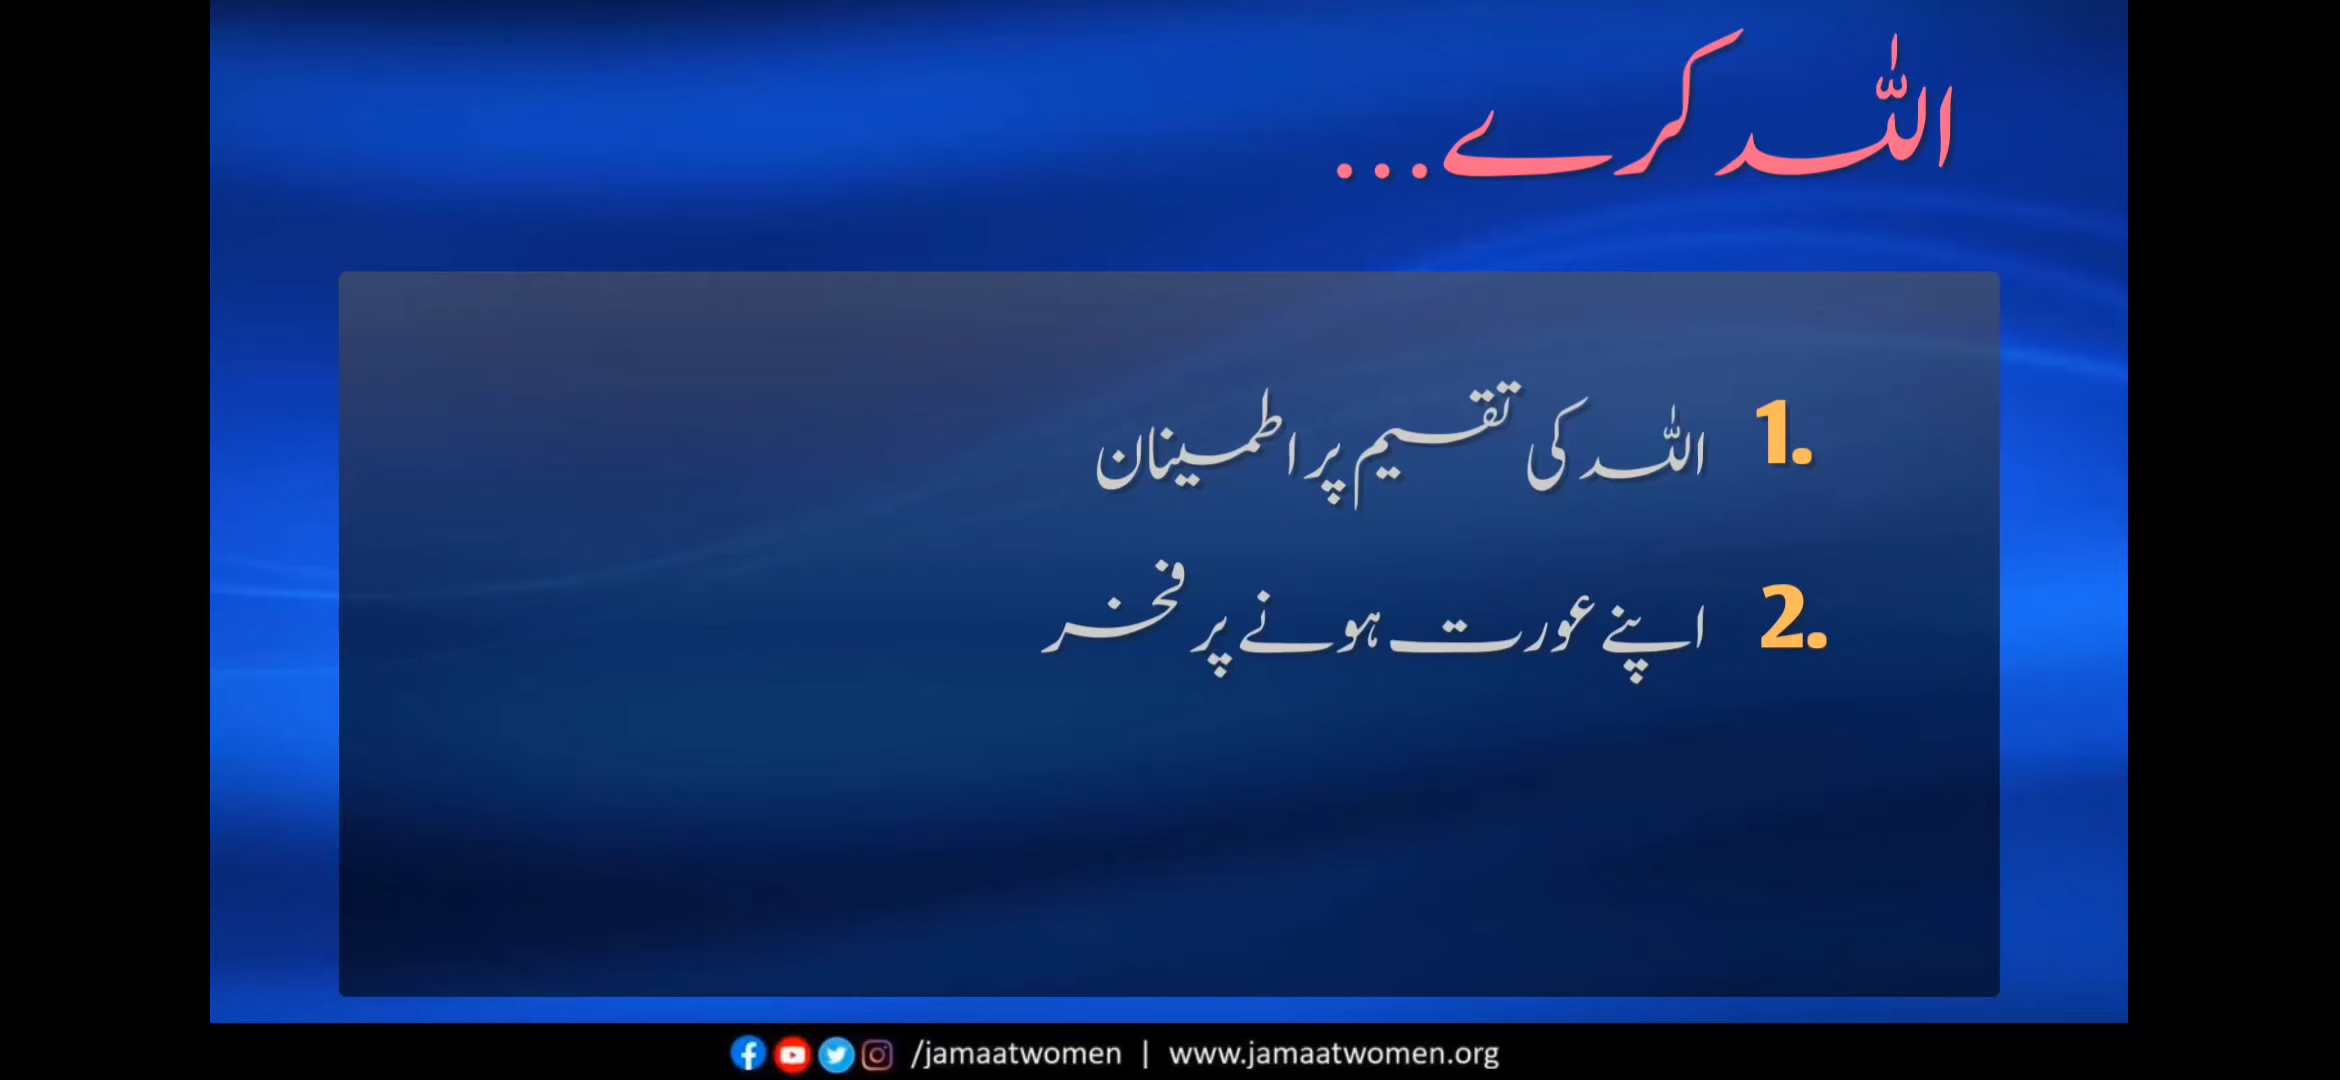 اللہ کرے...
1. اللہ کی تقسیم پر اطمینان
2. اپنے عورت ہونے پر فخر
/jamaatwomen | www.jamaatwomen.org